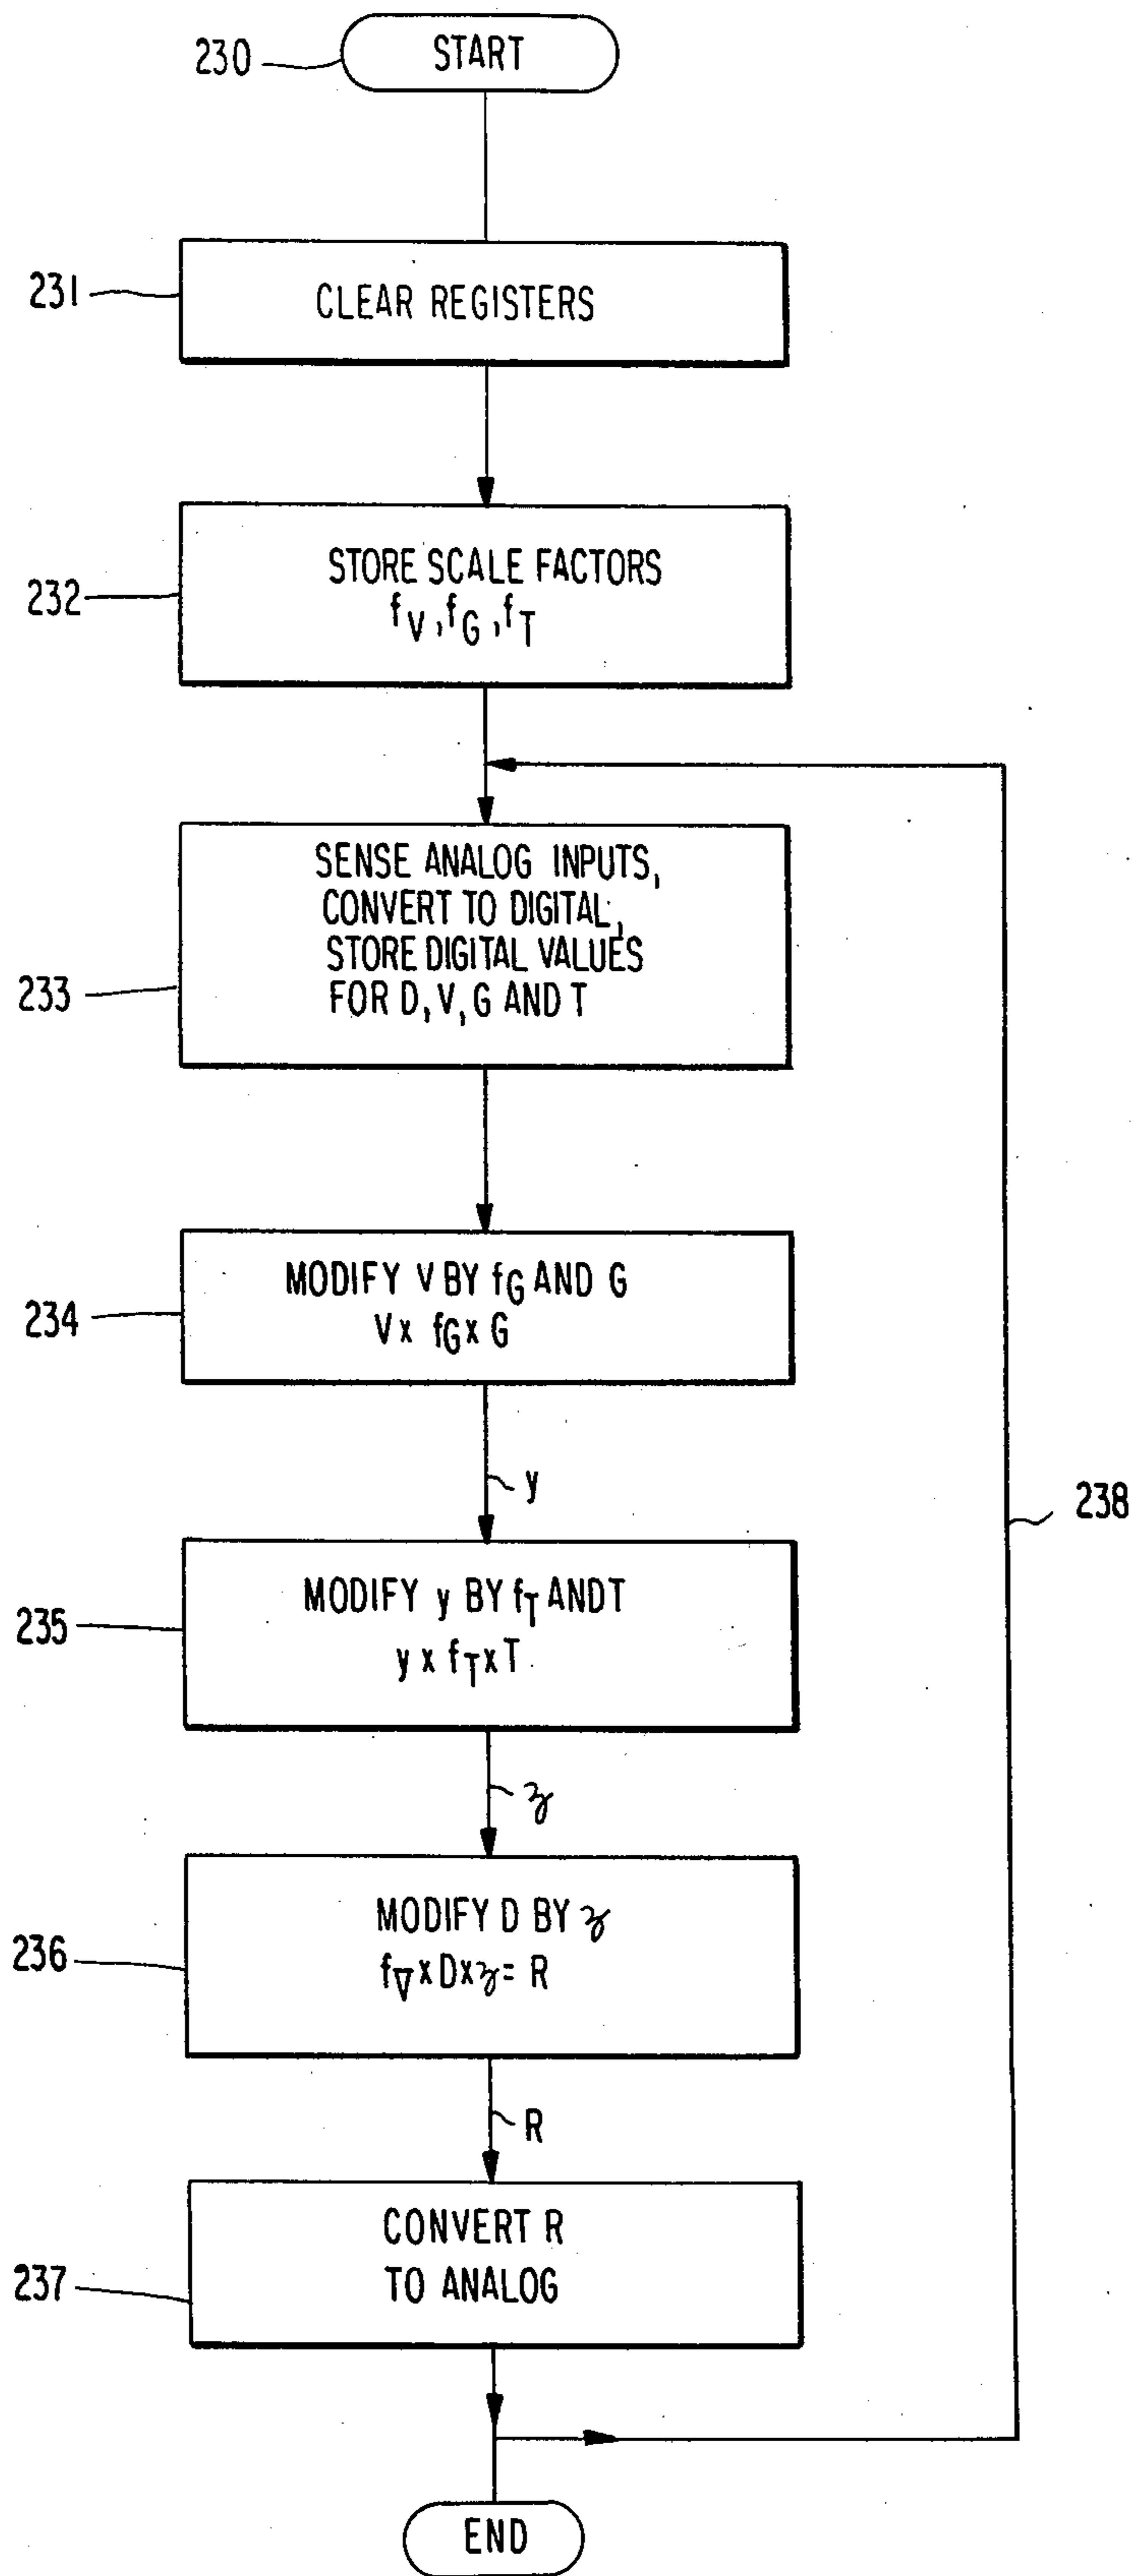 230
START
231
CLEAR REGISTERS
232
STORE SCALE FACTORS
fV, fG, fT
233
SENSE ANALOG INPUTS,
CONVERT TO DIGITAL,
STORE DIGITAL VALUES
FOR D, V, G AND T
234
MODIFY V BY fG AND G
V x fG x G
y
238
235
MODIFY y BY fT AND T
y x fT x T
z
236
MODIFY D BY z
fV x D x z = R
R
237
CONVERT R
TO ANALOG
END